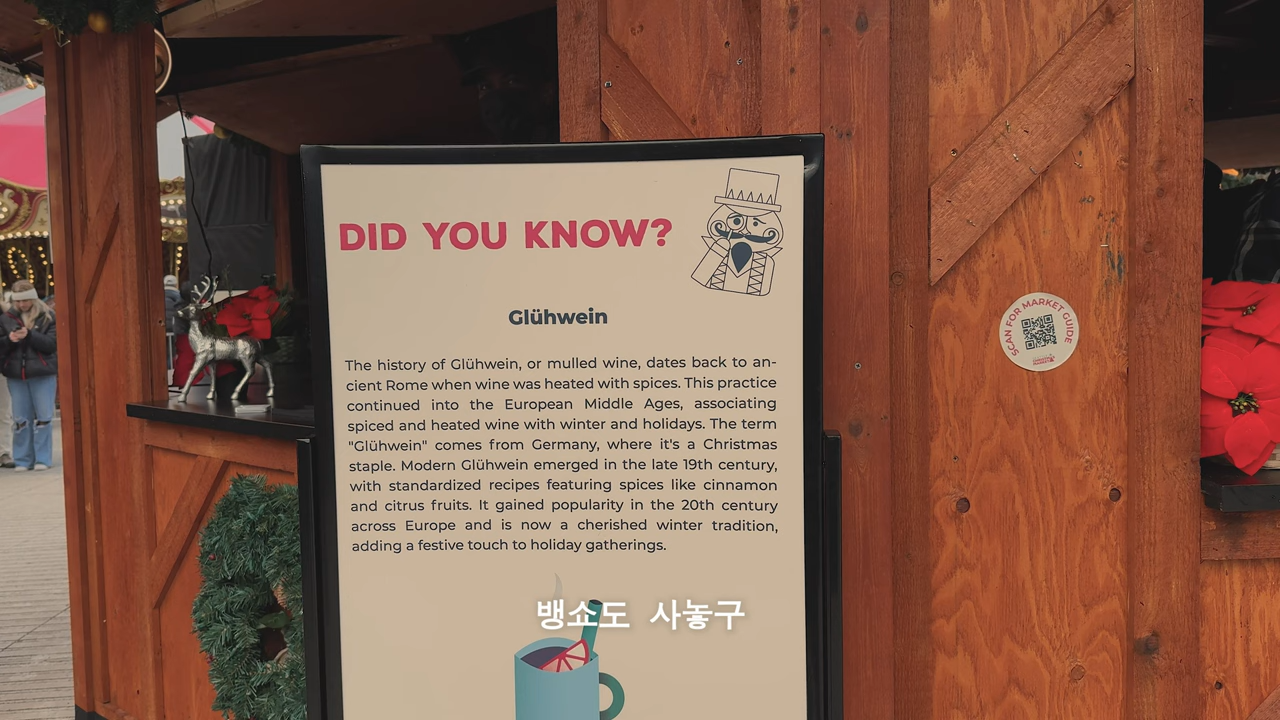 DID YOU KNOW?
Glühwein
The history of Glühwein, or mulled wine, dates back to an-
cient Rome when wine was heated with spices. This practice
continued into the European Middle Ages, associating
spiced and heated wine with winter and holidays. The term
"Glühwein" comes from Germany, where it's a Christmas
staple. Modern Glühwein emerged in the late 19th century,
with standardized recipes featuring spices like cinnamon
and citrus fruits. It gained popularity in the 20th century
across Europe and is now a cherished winter tradition,
adding a festive touch to holiday gatherings.
뱅쇼도 사놓구
SCAN FOR MARKET GUIDE